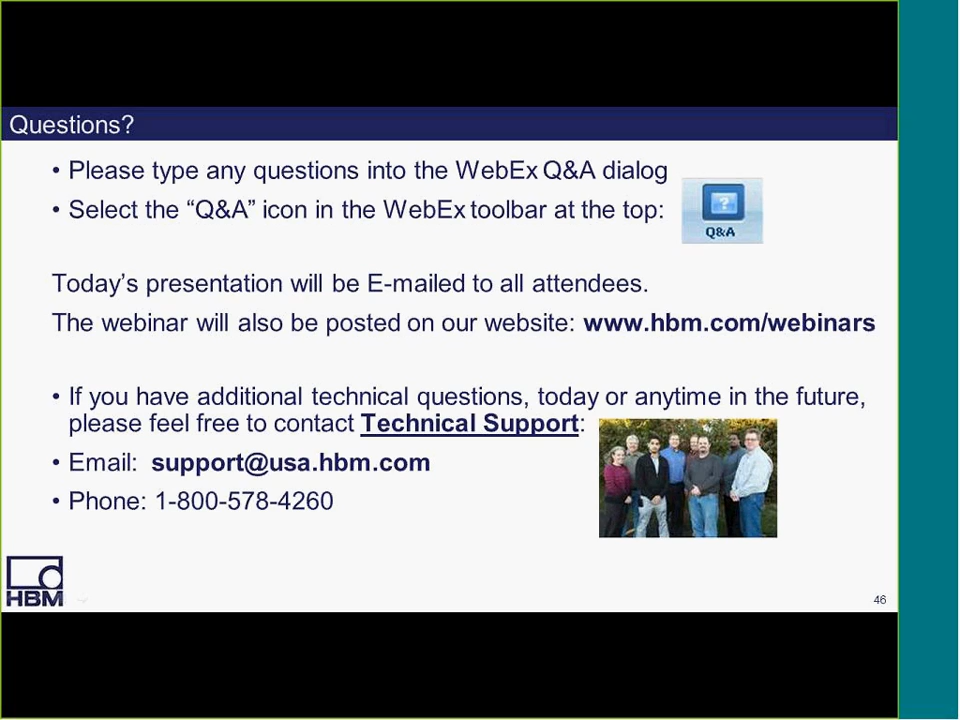 Questions?
• Please type any questions into the WebEx Q&A dialog
• Select the “Q&A” icon in the WebEx toolbar at the top:
Q&A
Today’s presentation will be E-mailed to all attendees.
The webinar will also be posted on our website: www.hbm.com/webinars
• If you have additional technical questions, today or anytime in the future,
please feel free to contact Technical Support:
• Email: support@usa.hbm.com
• Phone: 1-800-578-4260
HBM
46